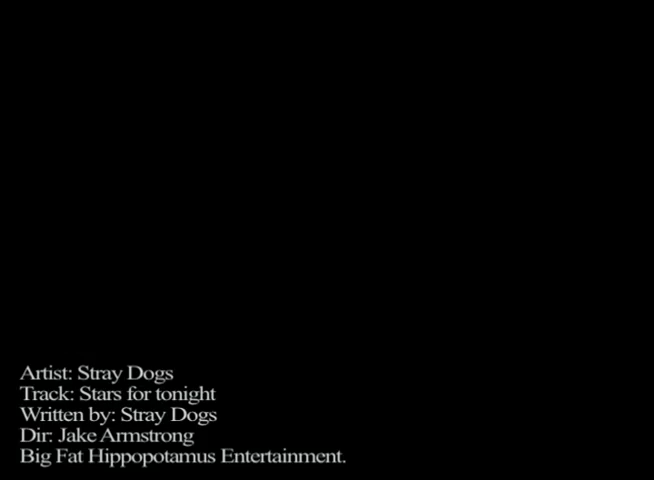 Artist: Stray Dogs
Track: Stars for tonight
Written by: Stray Dogs
Dir: Jake Armstrong
Big Fat Hippopotamus Entertainment.